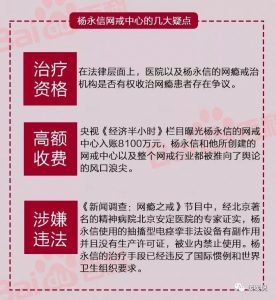 杨永信网戒中心的几大疑点
治疗
资格
在法律层面上，医院以及杨永信的网瘾戒治
机构是否有权收治网瘾患者存在争议。
高额
收费
央视《经济半小时》栏目曝光杨永信的网戒
中心入账8100万元，杨永信和他所创建的
网戒中心以及整个戒网行业都被推向了舆论
的风口浪尖。
涉嫌
违法
《新闻调查：网瘾之戒》节目中，经北京著
名的精神病院北京安定医院的专家证实，杨
永信使用的抽搐型电痉挛非法设备有副作用
并且没有生产许可证，被业内禁止使用。杨
永信的治疗手段已经违反了国际惯例和世界
卫生组织要求。